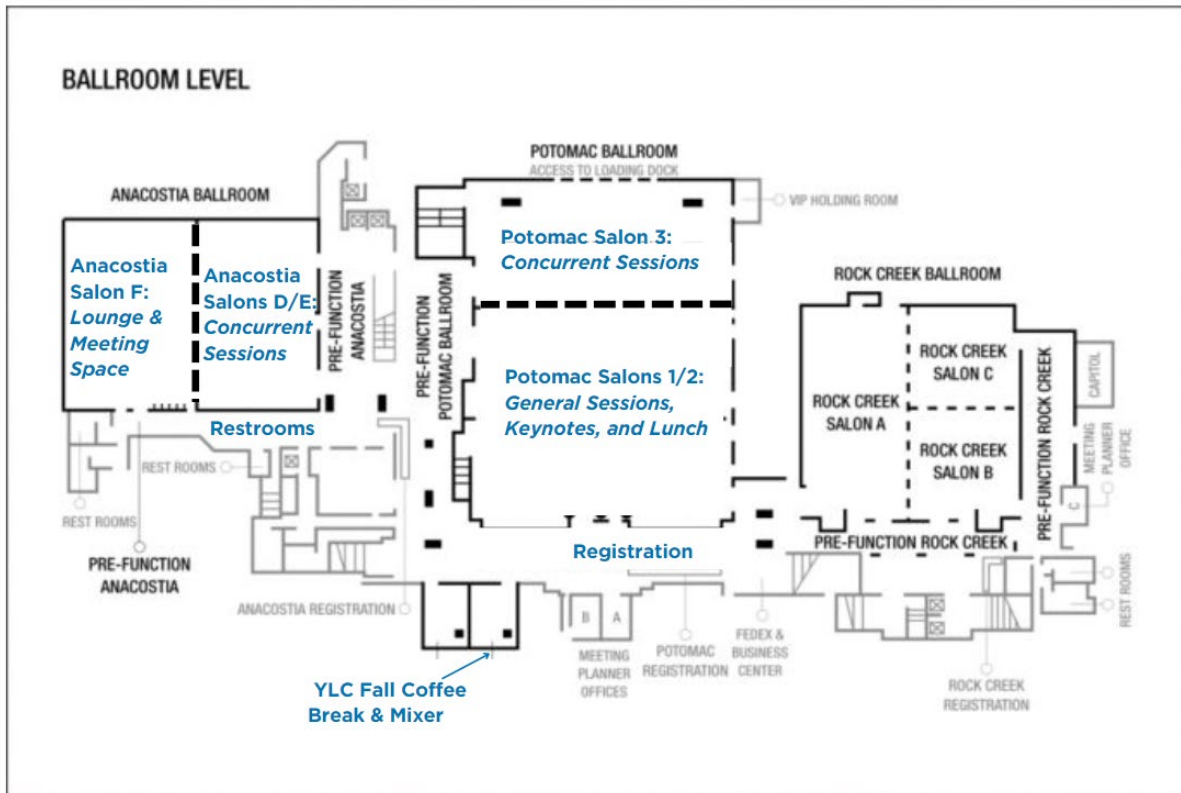 BALLROOM LEVEL
POTOMAC BALLROOM
ACCESS TO LOADING DOCK
ANACOSTIA BALLROOM
VIP HOLDING ROOM
Potomac Salon 3:
Concurrent Sessions
Anacostia
Salon F:
Lounge &
Meeting
Space
Anacostia
Salons D/E:
Concurrent
Sessions
PRE-FUNCTION
ANACOSTIA
PRE-FUNCTION
POTOMAC BALLROOM
ROCK CREEK BALLROOM
Potomac Salons 1/2:
General Sessions,
Keynotes, and Lunch
ROCK CREEK
SALON A
ROCK CREEK
SALON C
ROCK CREEK
SALON B
PRE-FUNCTION ROCK CREEK
CAPITOL
MEETING
PLANNER
OFFICE
C
Restrooms
REST ROOMS
REST ROOMS
PRE-FUNCTION
ANACOSTIA
Registration
PRE-FUNCTION ROCK CREEK
REST ROOMS
ANACOSTIA REGISTRATION
B
A
MEETING
PLANNER
OFFICES
POTOMAC
REGISTRATION
FEDEX &
BUSINESS
CENTER
ROCK CREEK
REGISTRATION
YLC Fall Coffee
Break & Mixer